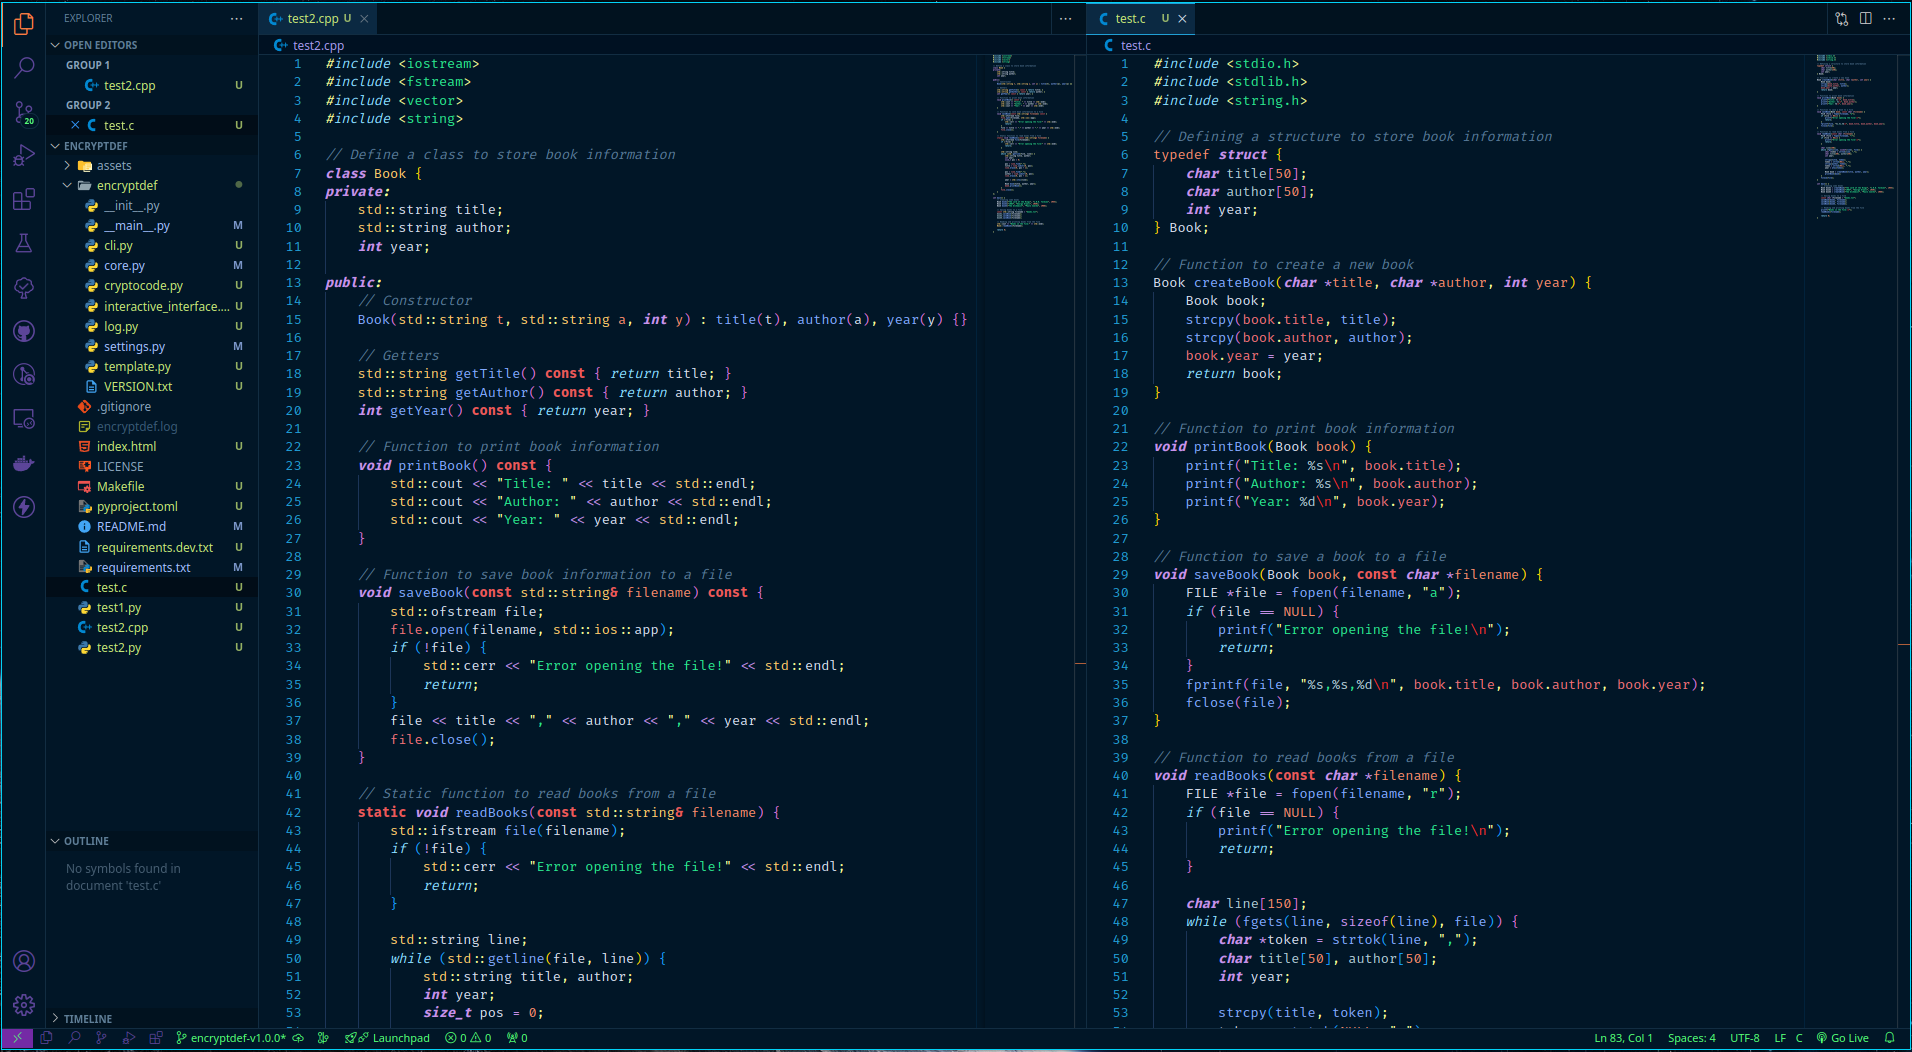 EXPLORER
OPEN EDITORS
GROUP 1
test2.cpp U
GROUP 2
test.c U
ENCRYPTDEF
assets
encryptdef
__init__.py
__main__.py M
cli.py U
core.py M
cryptocode.py U
interactive_interface.... U
log.py U
settings.py M
template.py U
VERSION.txt U
.gitignore
encryptdef.log
index.html U
LICENSE
Makefile U
pyproject.toml U
README.md M
requirements.dev.txt U
requirements.txt M
test.c U
test1.py U
test2.cpp U
test2.py U
OUTLINE
No symbols found in
document 'test.c'
TIMELINE
20
test2.cpp U
test2.cpp
1 #include <iostream>
2 #include <fstream>
3 #include <vector>
4 #include <string>
5
6 // Define a class to store book information
7 class Book {
8 private:
9 std::string title;
10 std::string author;
11 int year;
12
13 public:
14 // Constructor
15 Book(std::string t, std::string a, int y) : title(t), author(a), year(y) {}
16
17 // Getters
18 std::string getTitle() const { return title; }
19 std::string getAuthor() const { return author; }
20 int getYear() const { return year; }
21
22 // Function to print book information
23 void printBook() const {
24 std::cout << "Title: " << title << std::endl;
25 std::cout << "Author: " << author << std::endl;
26 std::cout << "Year: " << year << std::endl;
27 }
28
29 // Function to save book information to a file
30 void saveBook(const std::string& filename) const {
31 std::ofstream file;
32 file.open(filename, std::ios::app);
33 if (!file) {
34 std::cerr << "Error opening the file!" << std::endl;
35 return;
36 }
37 file << title << "," << author << "," << year << std::endl;
38 file.close();
39 }
40
41 // Static function to read books from a file
42 static void readBooks(const std::string& filename) {
43 std::ifstream file(filename);
44 if (!file) {
45 std::cerr << "Error opening the file!" << std::endl;
46 return;
47 }
48
49 std::string line;
50 while (std::getline(file, line)) {
51 std::string title, author;
52 int year;
53 size_t pos = 0;
test.c U
test.c
1 #include <stdio.h>
2 #include <stdlib.h>
3 #include <string.h>
4
5 // Defining a structure to store book information
6 typedef struct {
7 char title[50];
8 char author[50];
9 int year;
10 } Book;
11
12 // Function to create a new book
13 Book createBook(char *title, char *author, int year) {
14 Book book;
15 strcpy(book.title, title);
16 strcpy(book.author, author);
17 book.year = year;
18 return book;
19 }
20
21 // Function to print book information
22 void printBook(Book book) {
23 printf("Title: %s\n", book.title);
24 printf("Author: %s\n", book.author);
25 printf("Year: %d\n", book.year);
26 }
27
28 // Function to save a book to a file
29 void saveBook(Book book, const char *filename) {
30 FILE *file = fopen(filename, "a");
31 if (file == NULL) {
32 printf("Error opening the file!\n");
33 return;
34 }
35 fprintf(file, "%s,%s,%d\n", book.title, book.author, book.year);
36 fclose(file);
37 }
38
39 // Function to read books from a file
40 void readBooks(const char *filename) {
41 FILE *file = fopen(filename, "r");
42 if (file == NULL) {
43 printf("Error opening the file!\n");
44 return;
45 }
46
47 char line[150];
48 while (fgets(line, sizeof(line), file)) {
49 char *token = strtok(line, ",");
50 char title[50], author[50];
51 int year;
52
53 strcpy(title, token);
encryptdef-v1.0.0* Launchpad 0 0 0 Ln 83, Col 1 Spaces: 4 UTF-8 LF C Go Live